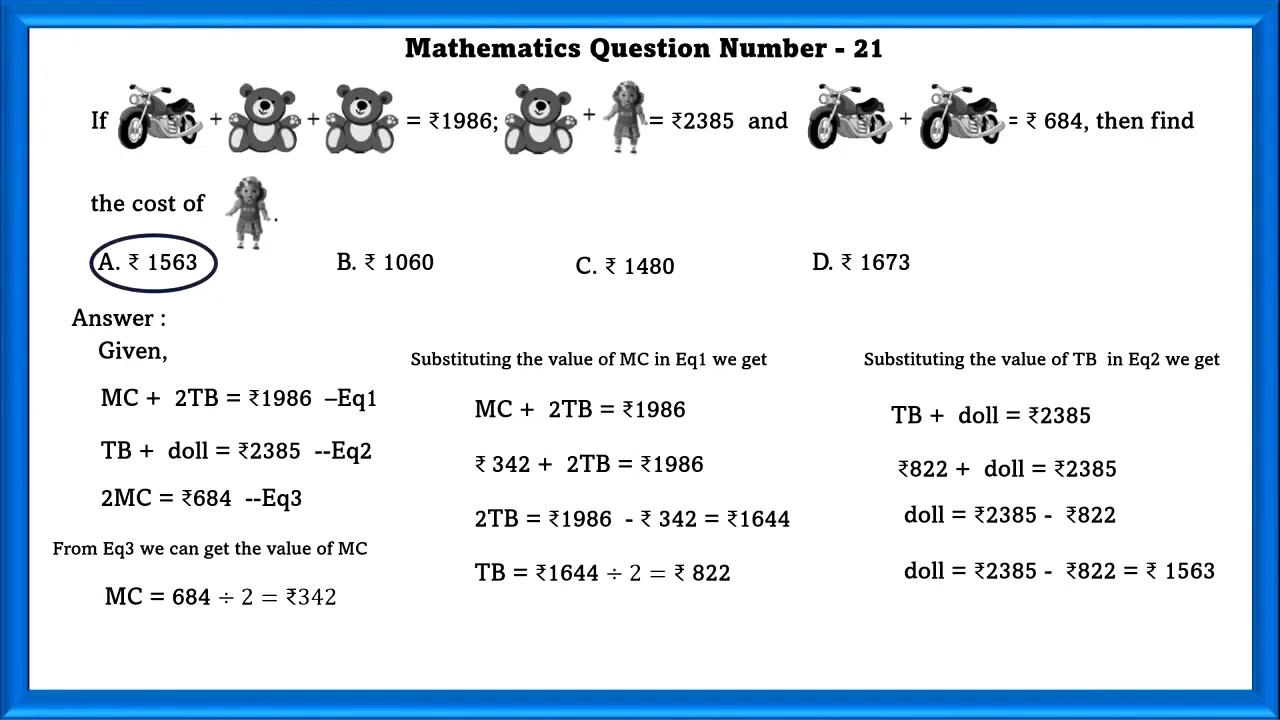 Mathematics Question Number - 21
If + + = ₹1986; + = ₹2385 and + = ₹ 684, then find
the cost of .
A. ₹ 1563 B. ₹ 1060 C. ₹ 1480 D. ₹ 1673
Answer :
Given,
MC + 2TB = ₹1986 –Eq1
TB + doll = ₹2385 --Eq2
2MC = ₹684 --Eq3
From Eq3 we can get the value of MC
MC = 684 ÷ 2 = ₹342
Substituting the value of MC in Eq1 we get
MC + 2TB = ₹1986
₹ 342 + 2TB = ₹1986
2TB = ₹1986 - ₹ 342 = ₹1644
TB = ₹1644 ÷ 2 = ₹ 822
Substituting the value of TB in Eq2 we get
TB + doll = ₹2385
₹822 + doll = ₹2385
doll = ₹2385 - ₹822
doll = ₹2385 - ₹822 = ₹ 1563